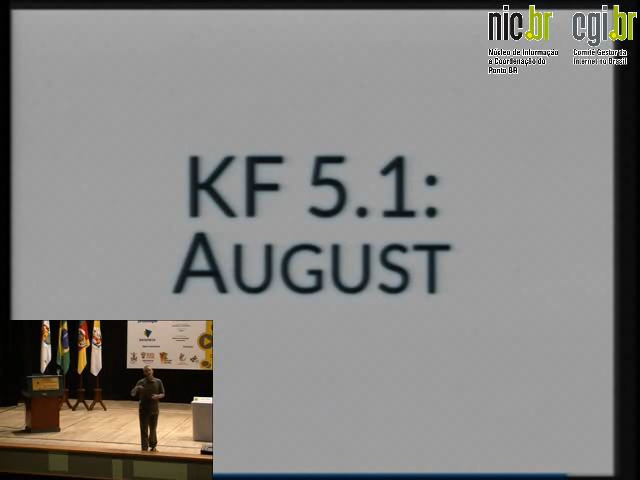 nic.br cgi.br
Núcleo de Informação
e Coordenação do
Ponto BR
Comitê Gestor da
Internet no Brasil
KF 5.1:
AUGUST